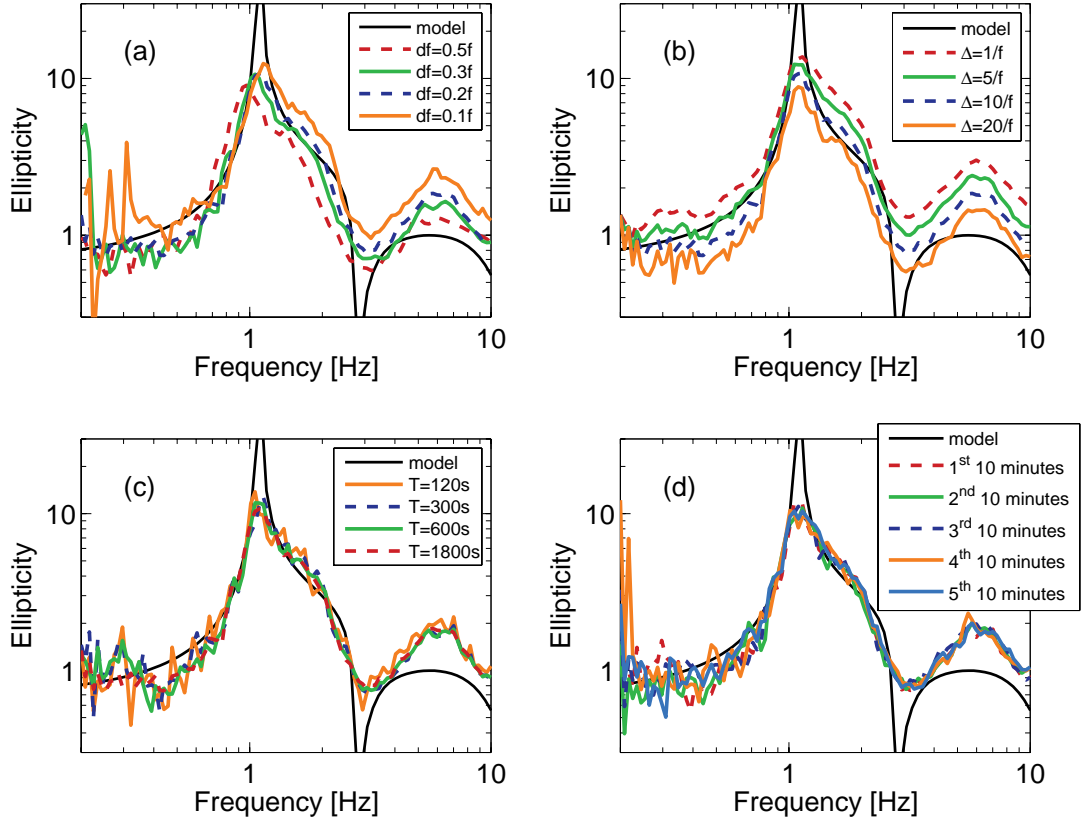 (a)
model
df=0.5f
df=0.3f
df=0.2f
df=0.1f
10
1
Ellipticity
1
10
Frequency [Hz]
(b)
model
Δ=1/f
Δ=5/f
Δ=10/f
Δ=20/f
10
1
Ellipticity
1
10
Frequency [Hz]
(c)
model
T=120s
T=300s
T=600s
T=1800s
10
1
Ellipticity
1
10
Frequency [Hz]
(d)
model
1st 10 minutes
2nd 10 minutes
3rd 10 minutes
4th 10 minutes
5th 10 minutes
10
1
Ellipticity
1
10
Frequency [Hz]